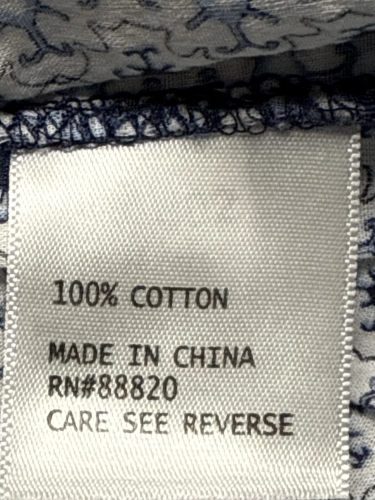 100% COTTON
MADE IN CHINA
RN#88820
CARE SEE REVERSE